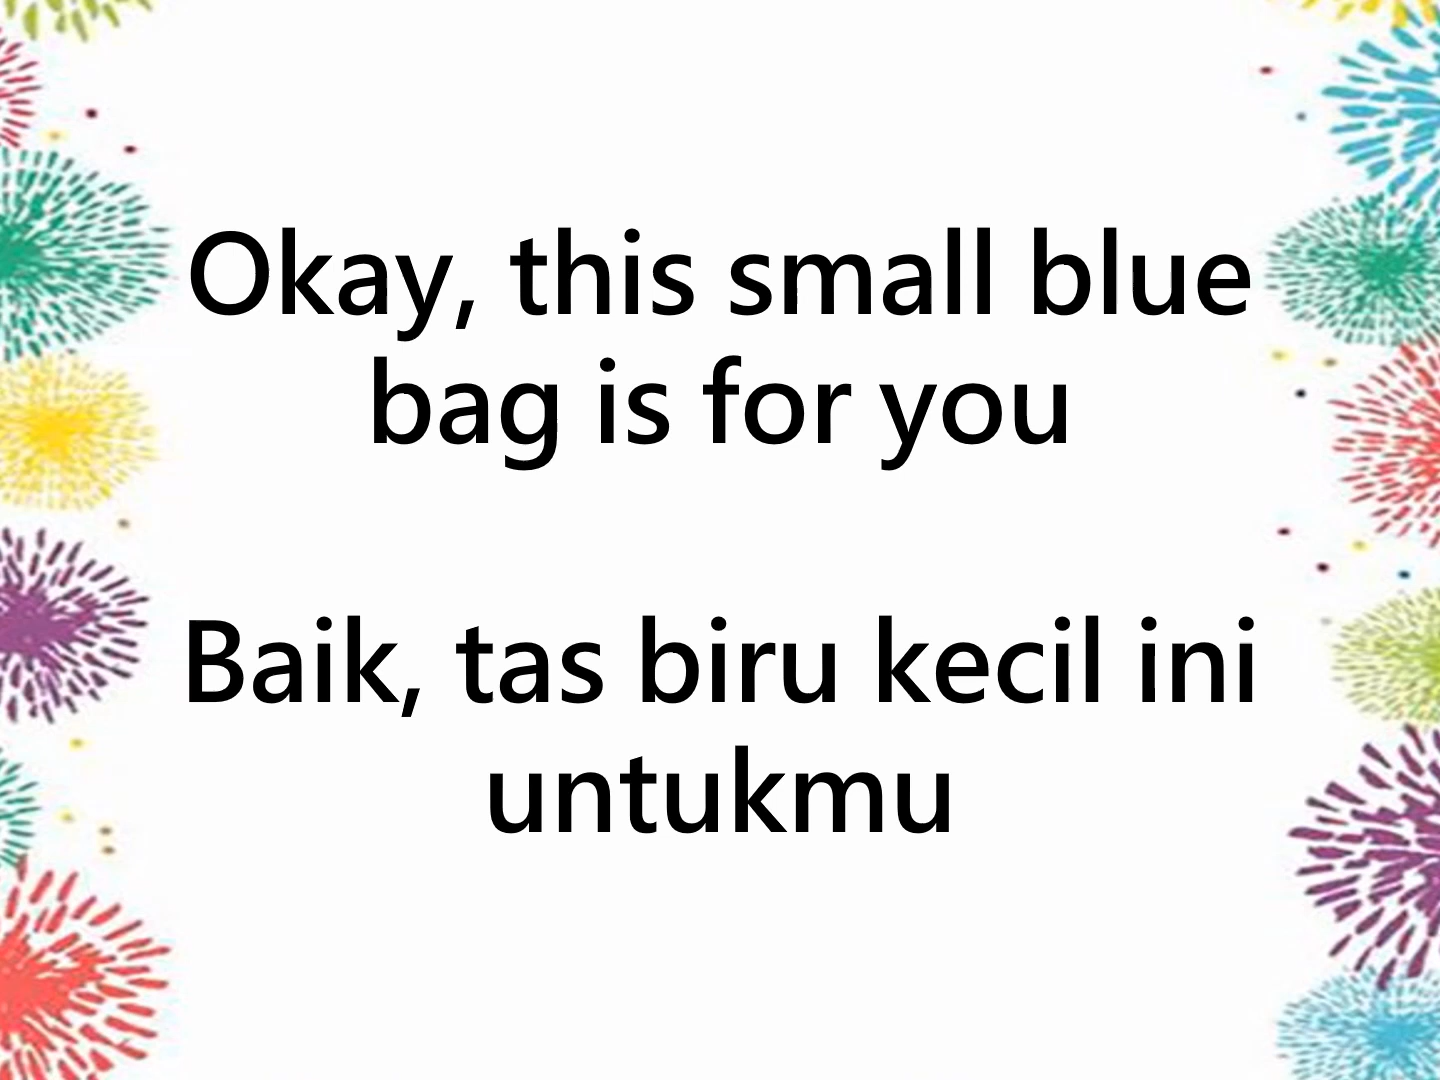 Okay, this small blue
bag is for you
Baik, tas biru kecil ini
untukmu